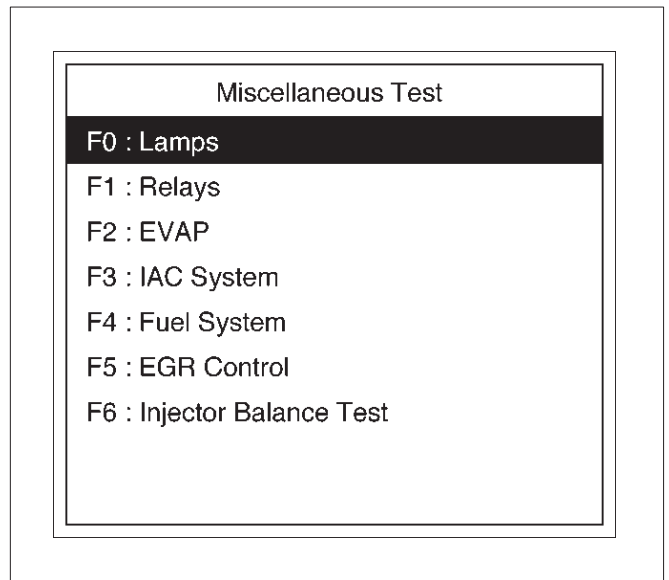 Miscellaneous Test
F0 : Lamps
F1 : Relays
F2 : EVAP
F3 : IAC System
F4 : Fuel System
F5 : EGR Control
F6 : Injector Balance Test